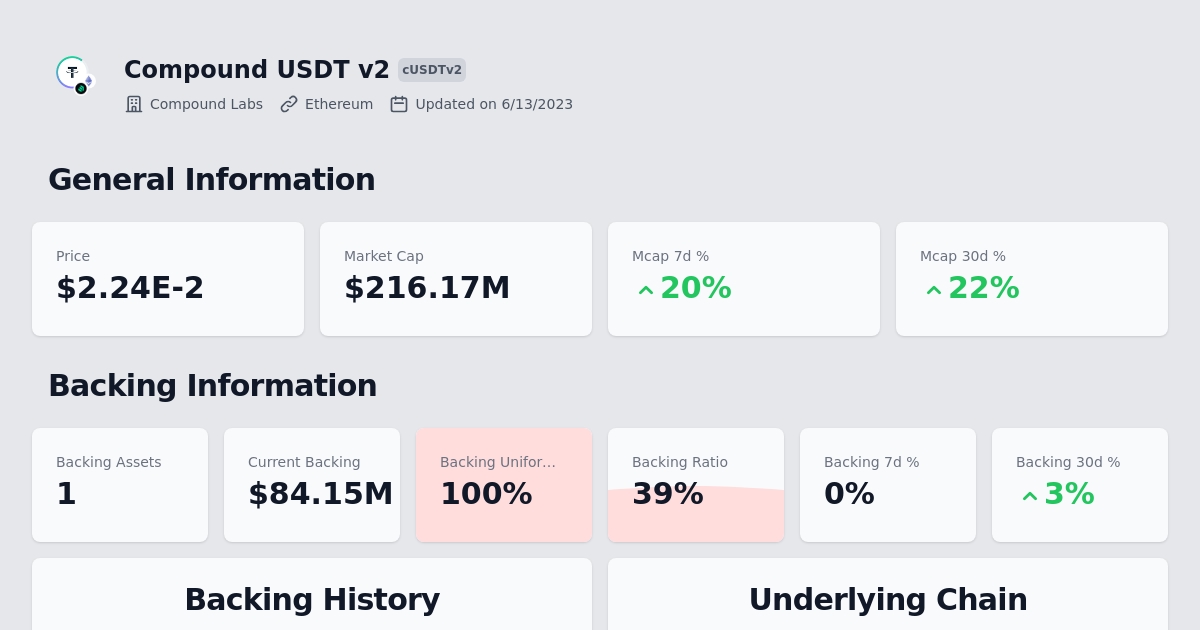 Compound USDT v2 cUSDTv2
Compound Labs Ethereum Updated on 6/13/2023
General Information
Price Market Cap Mcap 7d % Mcap 30d %
$2.24E-2 $216.17M 20% 22%
Backing Information
Backing Assets Current Backing Backing Unifor... Backing Ratio Backing 7d % Backing 30d %
1 $84.15M 100% 39% 0% 3%
Backing History Underlying Chain